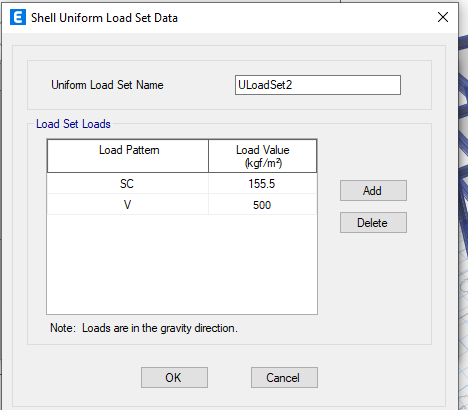 E Shell Uniform Load Set Data
Uniform Load Set Name ULoadSet2
Load Set Loads
Load Pattern Load Value
(kgf/m²)
SC 155.5
Add
V 500
Delete
Note: Loads are in the gravity direction.
OK Cancel